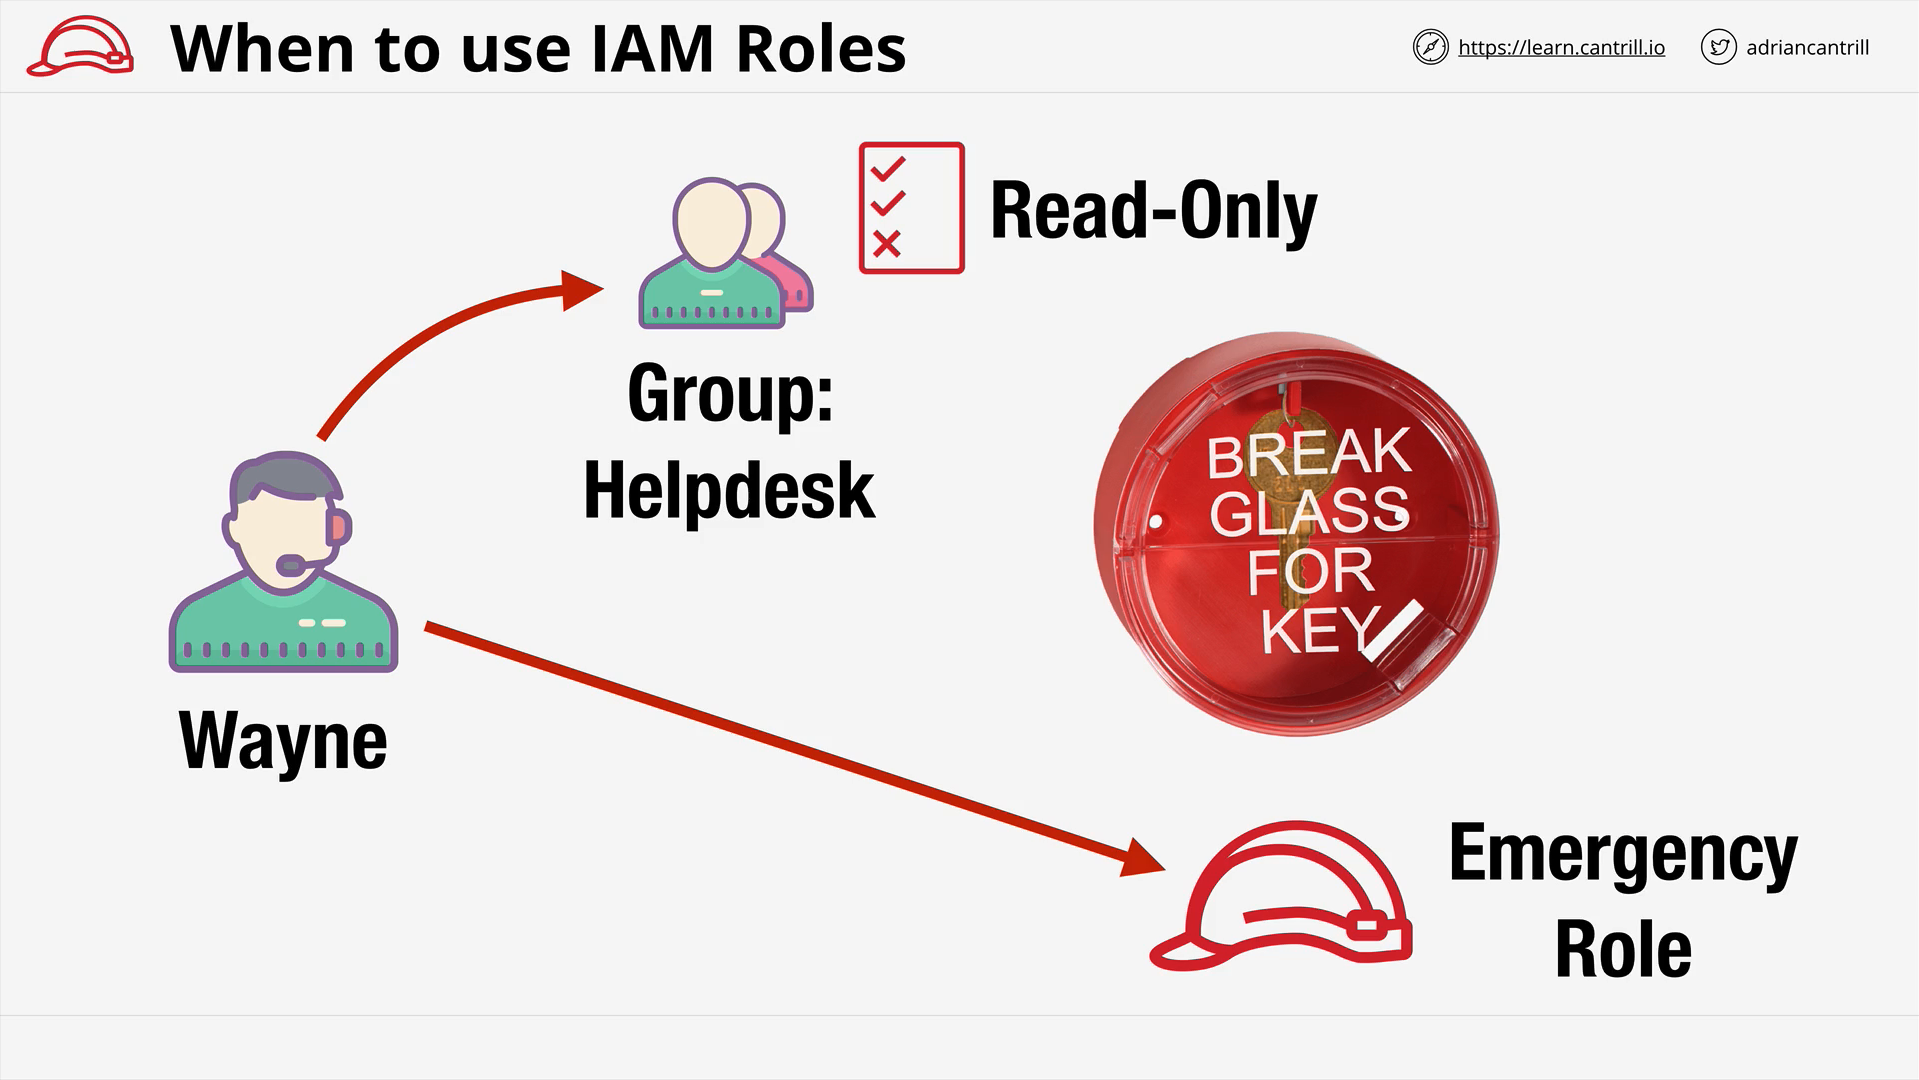 When to use IAM Roles
https://learn.cantrill.io
adriancantrill
Read-Only
Group:
Helpdesk
BREAK
GLASS
FOR
KEY
Wayne
Emergency
Role